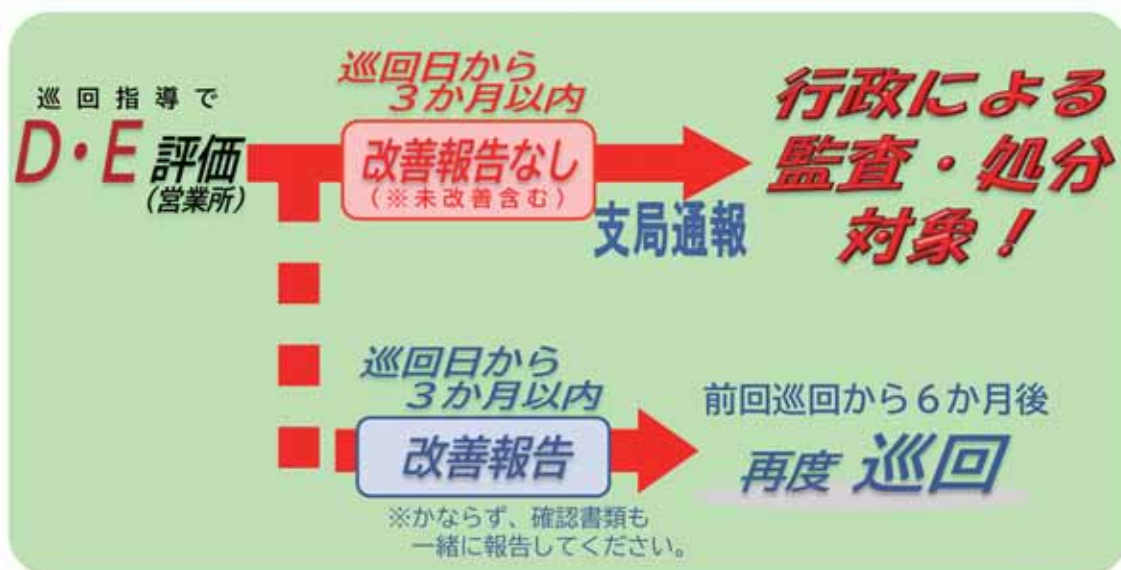 巡回指導で
D・E評価
(営業所)
巡回日から
3か月以内
改善報告なし
(※未改善含む)
支局通報
行政による
監査・処分
対象!
巡回日から
3か月以内
改善報告
※かならず、確認書類も
一緒に報告してください。
前回巡回から6か月後
再度 巡回